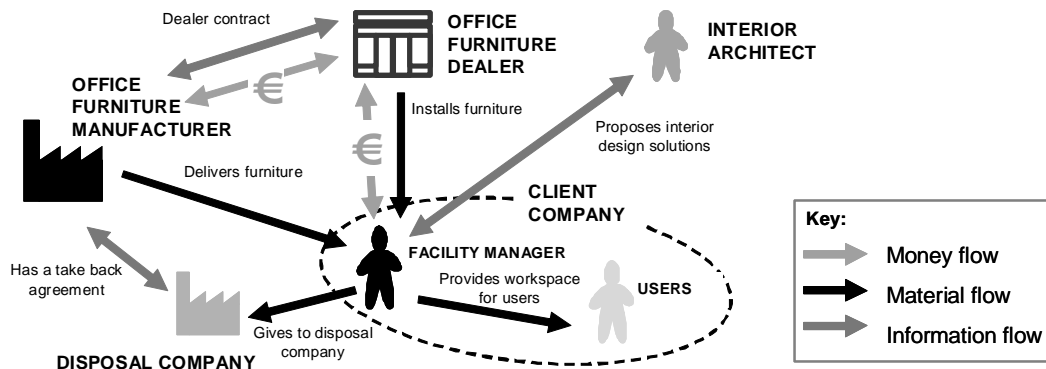 Dealer contract
OFFICE
FURNITURE
DEALER
INTERIOR
ARCHITECT
€
OFFICE
FURNITURE
MANUFACTURER
Installs furniture
Proposes interior
design solutions
€
Delivers furniture
CLIENT
COMPANY
Key:
Money flow
Material flow
Information flow
FACILITY MANAGER
Has a take back
agreement
Provides workspace
for users
USERS
Gives to disposal
company
DISPOSAL COMPANY